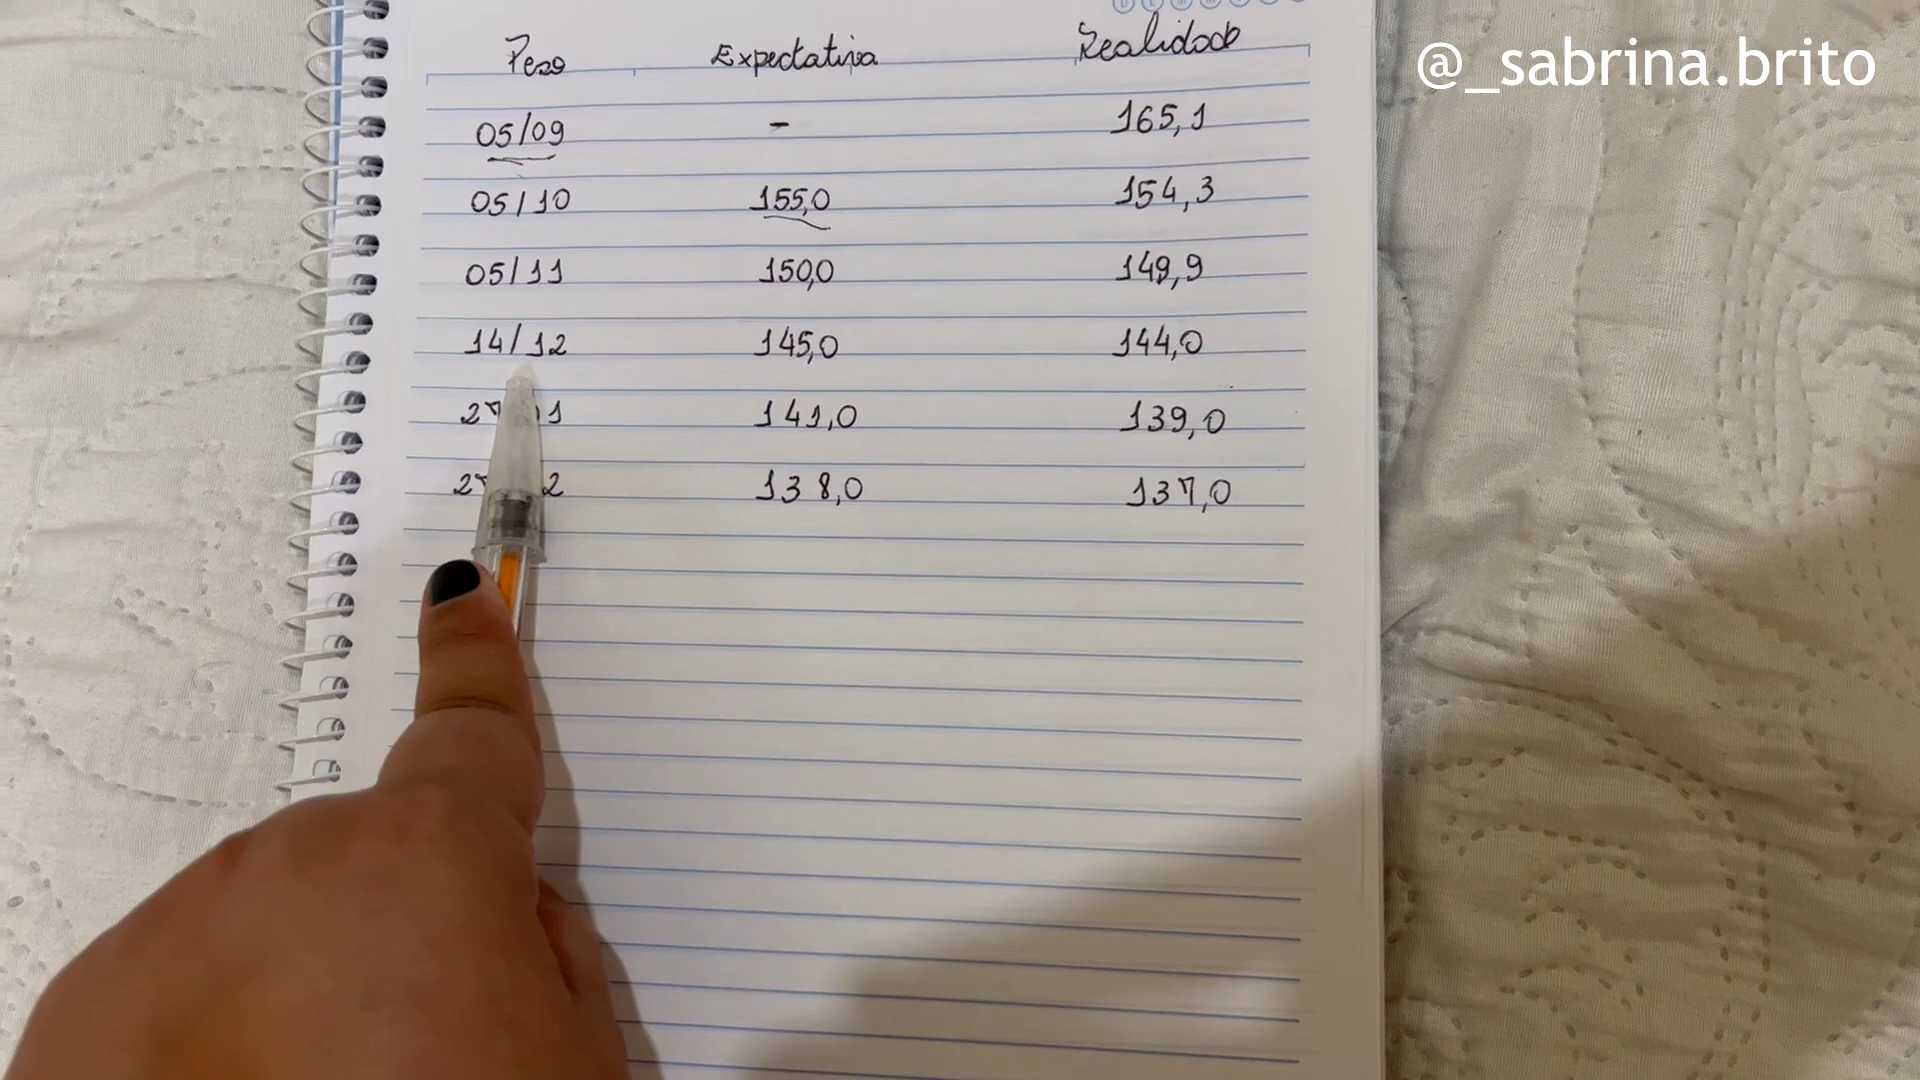 @_sabrina.brito
Peso Expectativa Realidade
05/09 - 165,1
05/10 155,0 154,3
05/11 150,0 149,9
14/12 145,0 144,0
141,0 139,0
138,0 137,0